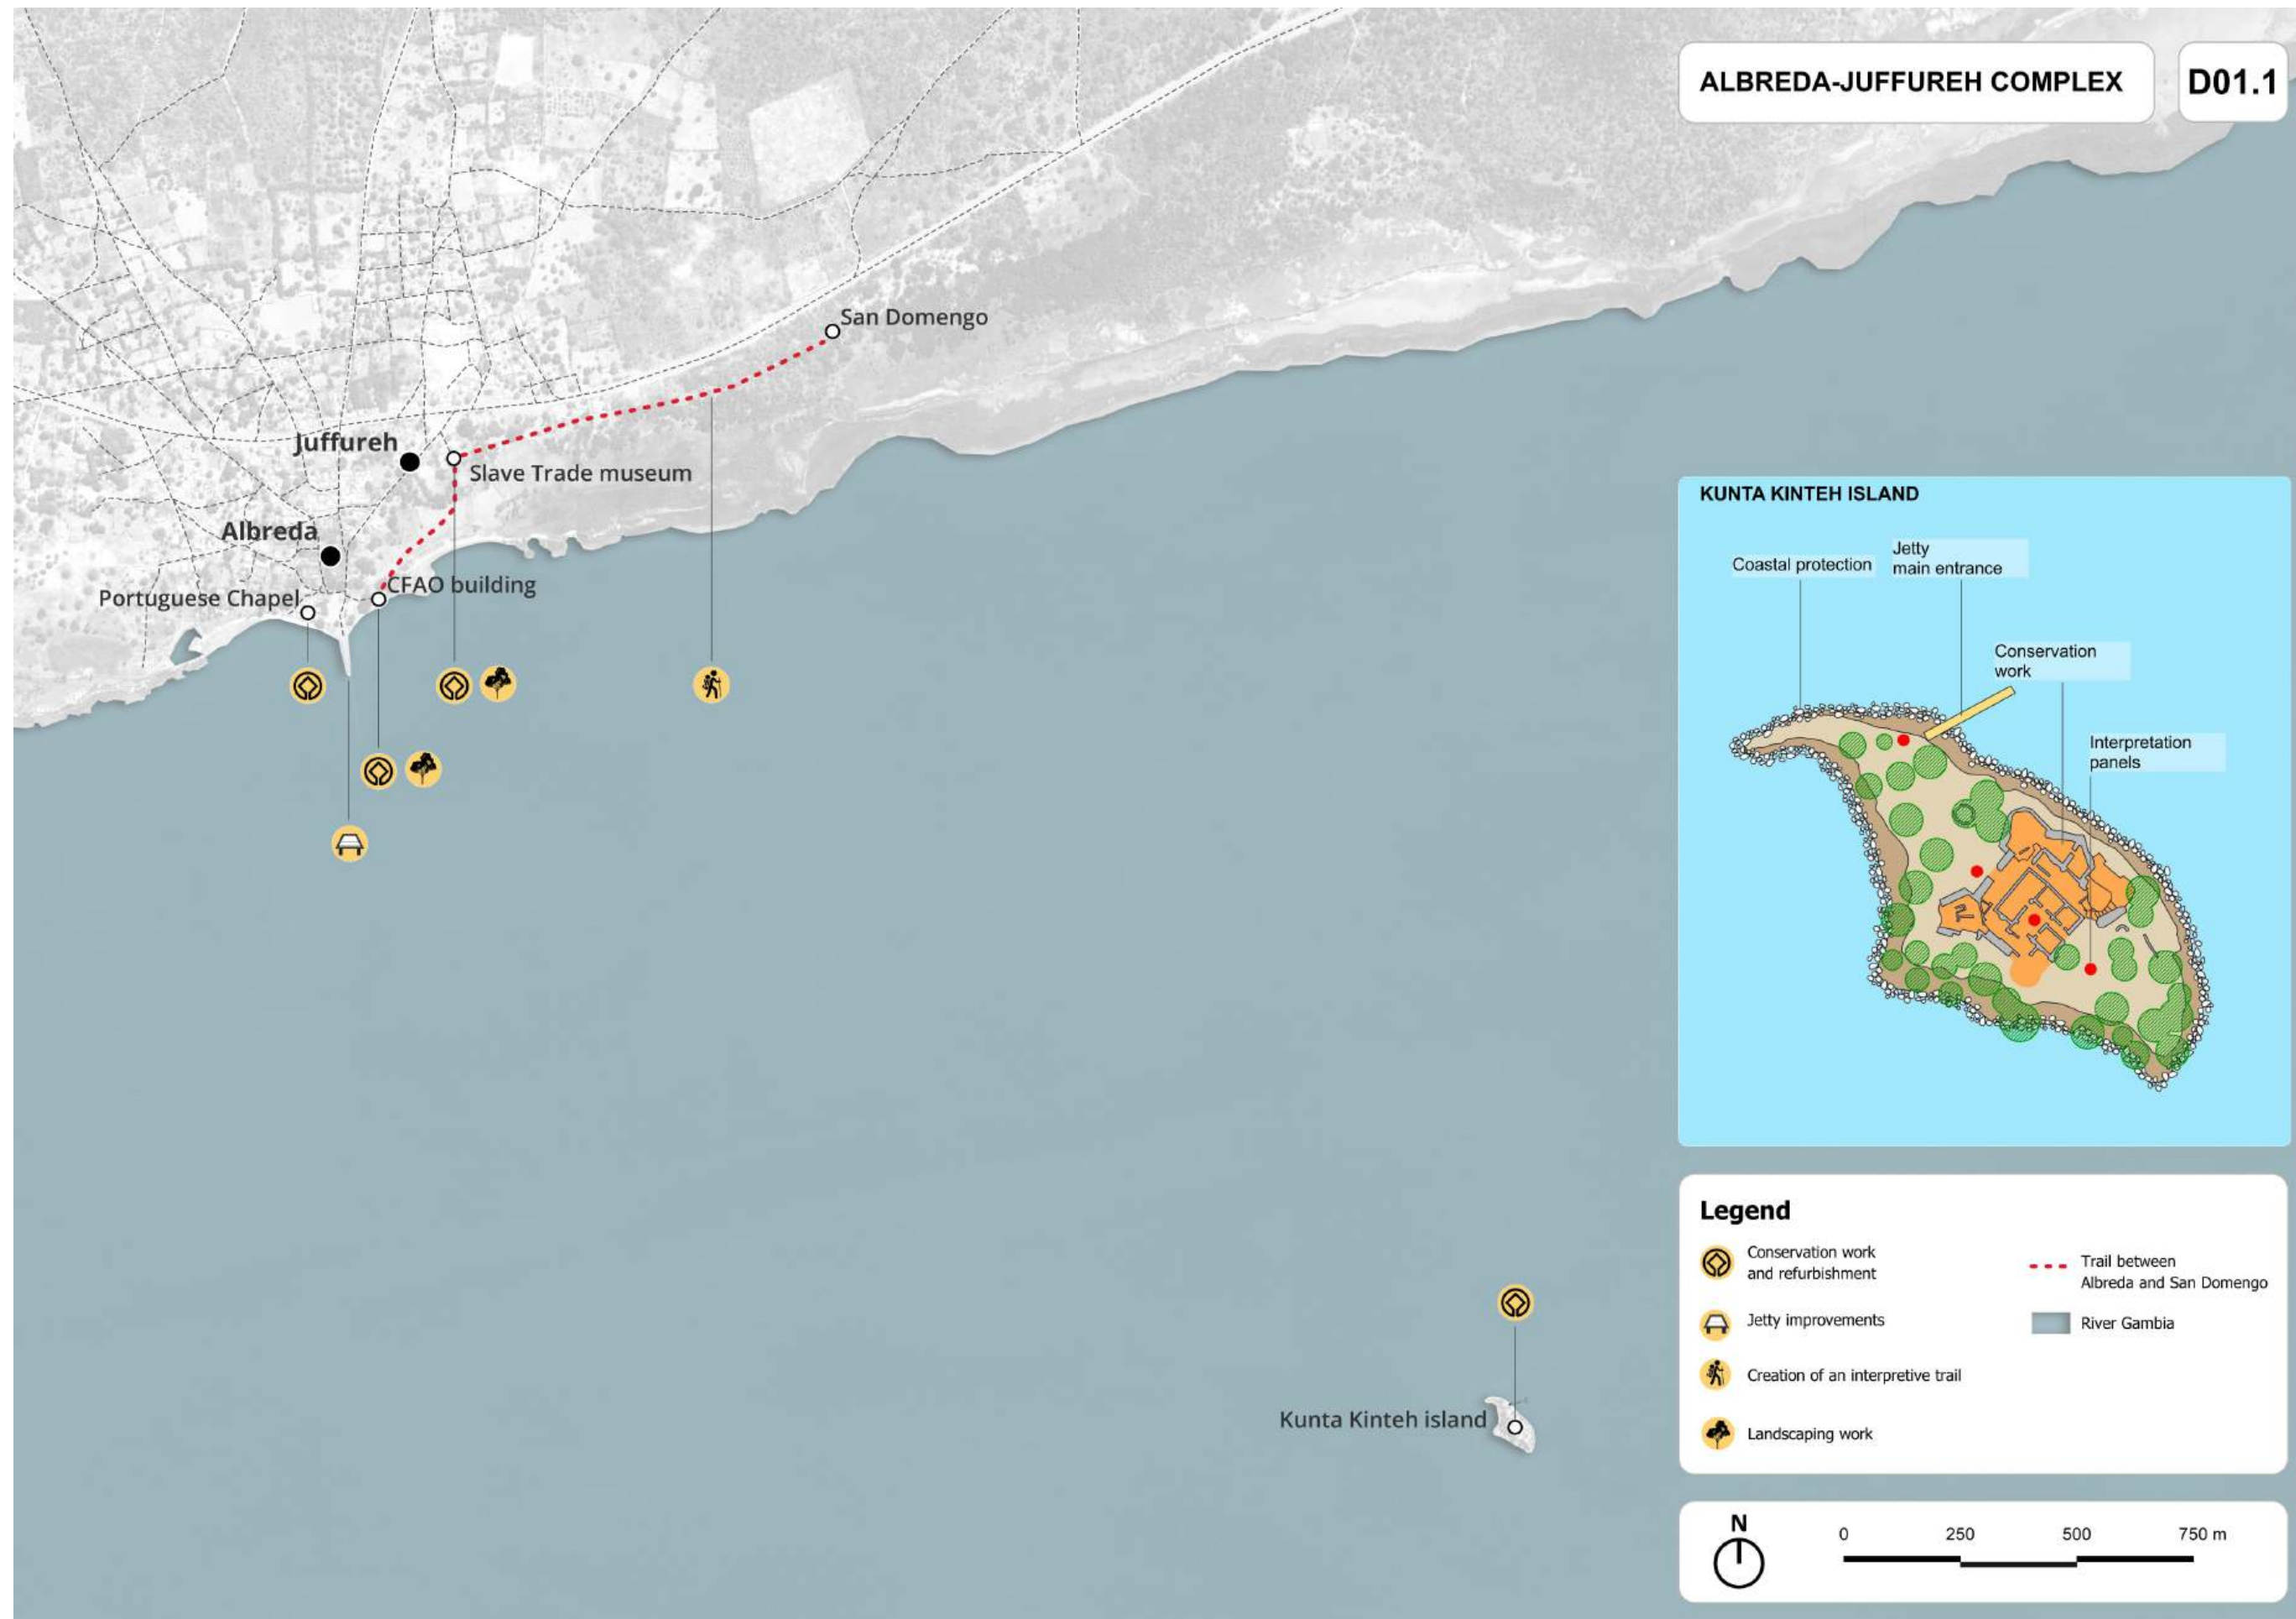 ALBREDA-JUFFUREH COMPLEX
D01.1
San Domengo
Juffureh
Slave Trade museum
Albreda
CFAO building
Portuguese Chapel
KUNTA KINTEH ISLAND
Coastal protection
Jetty
main entrance
Conservation
work
Interpretation
panels
Kunta Kinteh island
Legend
Conservation work
and refurbishment
Jetty improvements
Creation of an interpretive trail
Landscaping work
Trail between
Albreda and San Domengo
River Gambia
N
0 250 500 750 m